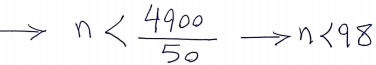 → n < 4900/50 → n<98